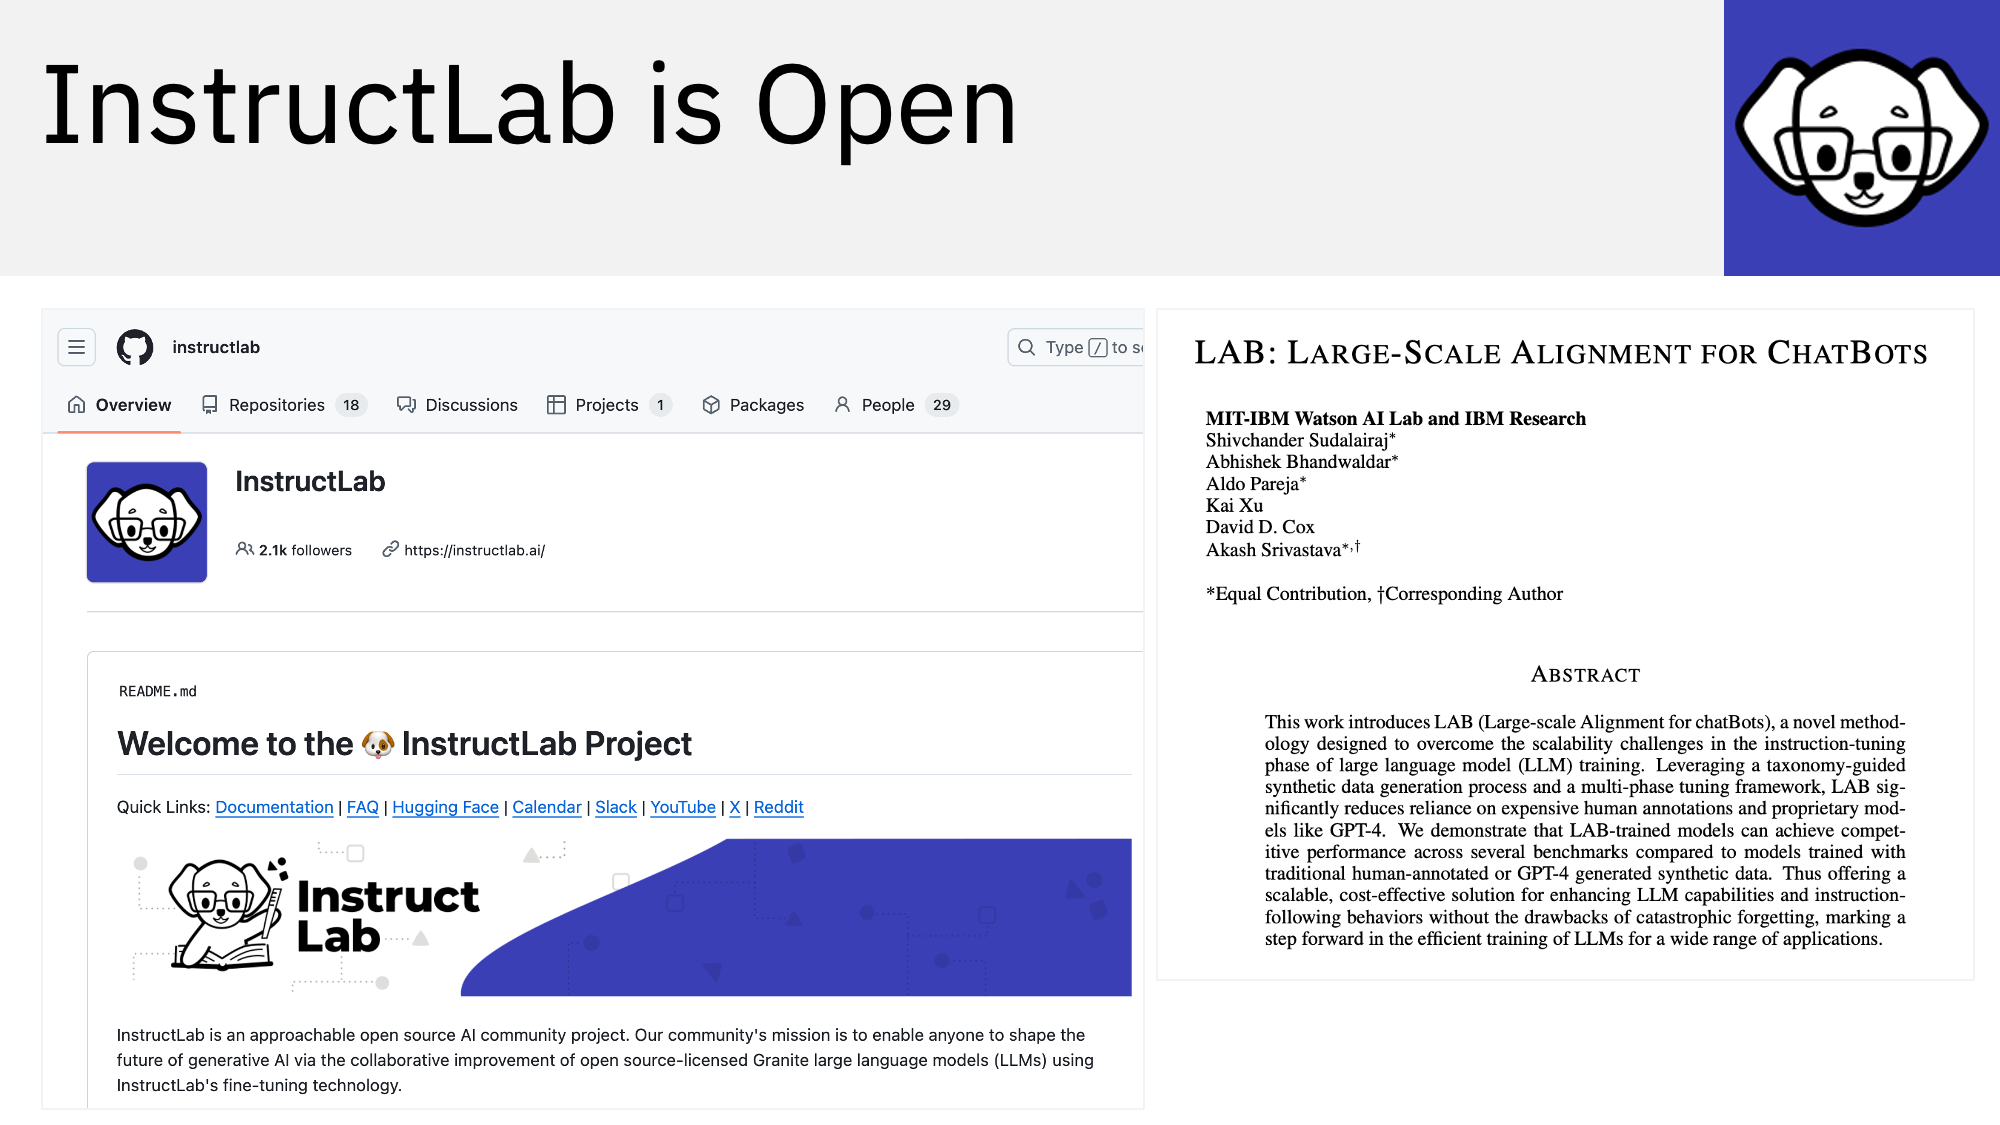 InstructLab is Open
instructlab
Type / to
Overview Repositories 18 Discussions Projects 1 Packages People 29
InstructLab
2.1k followers https://instructlab.ai/
README.md
Welcome to the 🐶 InstructLab Project
Quick Links: Documentation | FAQ | Hugging Face | Calendar | Slack | YouTube | X | Reddit
Instruct
Lab
InstructLab is an approachable open source AI community project. Our community's mission is to enable anyone to shape the
future of generative AI via the collaborative improvement of open source-licensed Granite large language models (LLMs) using
InstructLab's fine-tuning technology.
LAB: LARGE-SCALE ALIGNMENT FOR CHATBOTS
MIT-IBM Watson AI Lab and IBM Research
Shivchander Sudalairaj*
Abhishek Bhandwaldar*
Aldo Pareja*
Kai Xu
David D. Cox
Akash Srivastava*,†
*Equal Contribution, †Corresponding Author
ABSTRACT
This work introduces LAB (Large-scale Alignment for chatBots), a novel method-
ology designed to overcome the scalability challenges in the instruction-tuning
phase of large language model (LLM) training. Leveraging a taxonomy-guided
synthetic data generation process and a multi-phase tuning framework, LAB sig-
nificantly reduces reliance on expensive human annotations and proprietary mod-
els like GPT-4. We demonstrate that LAB-trained models can achieve compet-
itive performance across several benchmarks compared to models trained with
traditional human-annotated or GPT-4 generated synthetic data. Thus offering a
scalable, cost-effective solution for enhancing LLM capabilities and instruction-
following behaviors without the drawbacks of catastrophic forgetting, marking a
step forward in the efficient training of LLMs for a wide range of applications.